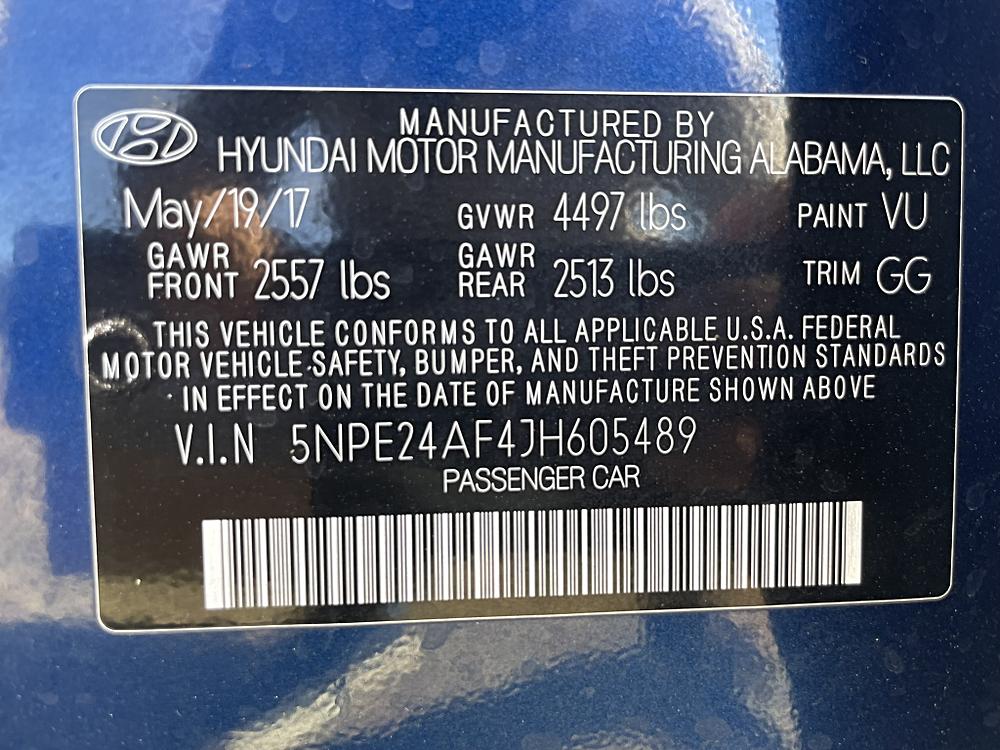 MANUFACTURED BY
HYUNDAI MOTOR MANUFACTURING ALABAMA, LLC
May/19/17 GVWR 4497 lbs PAINT VU
GAWR FRONT 2557 lbs GAWR REAR 2513 lbs TRIM GG
THIS VEHICLE CONFORMS TO ALL APPLICABLE U.S.A. FEDERAL
MOTOR VEHICLE SAFETY, BUMPER, AND THEFT PREVENTION STANDARDS
IN EFFECT ON THE DATE OF MANUFACTURE SHOWN ABOVE
V.I.N 5NPE24AF4JH605489
PASSENGER CAR